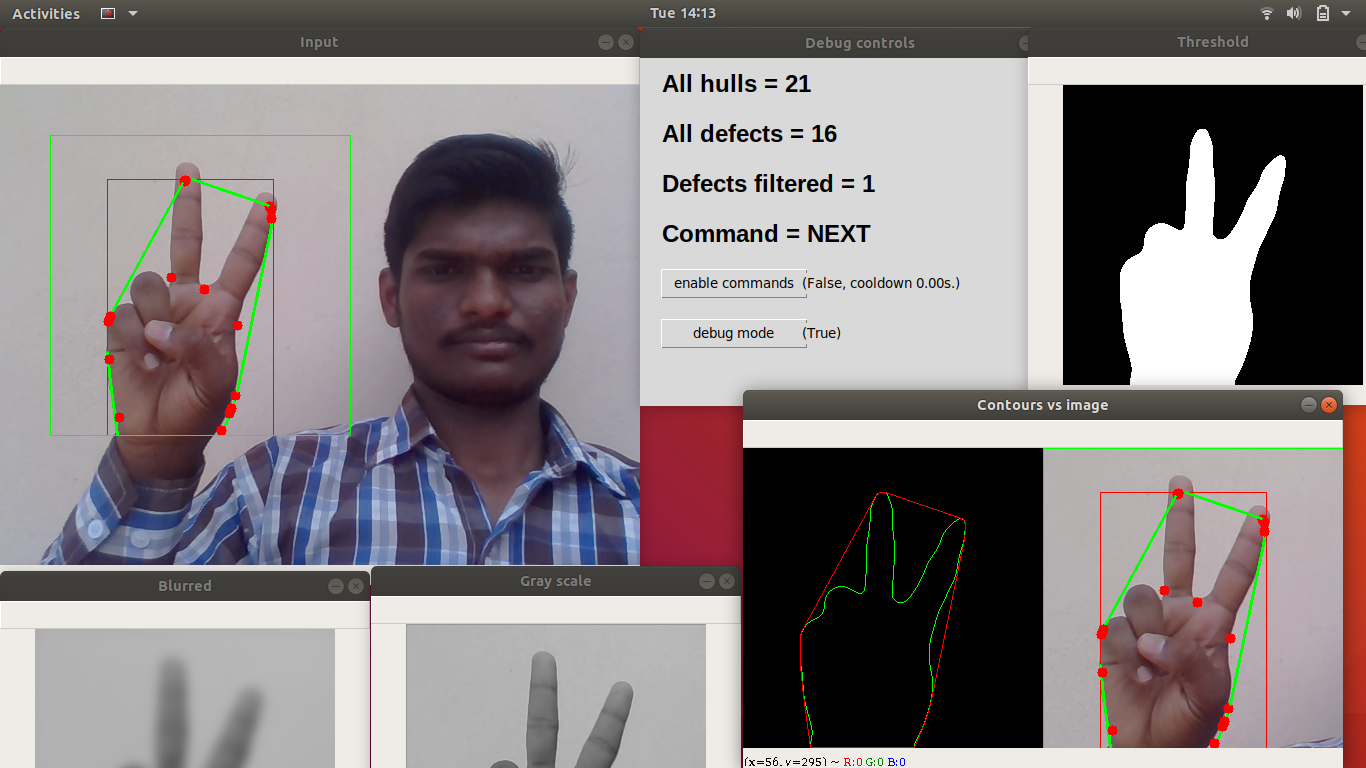 Activities
Tue 14:13
Input
Debug controls
Threshold
All hulls = 21
All defects = 16
Defects filtered = 1
Command = NEXT
enable commands (False, cooldown 0.00s.)
debug mode (True)
Contours vs image
Blurred
Gray scale
(x=56, y=295) ~ R:0 G:0 B:0